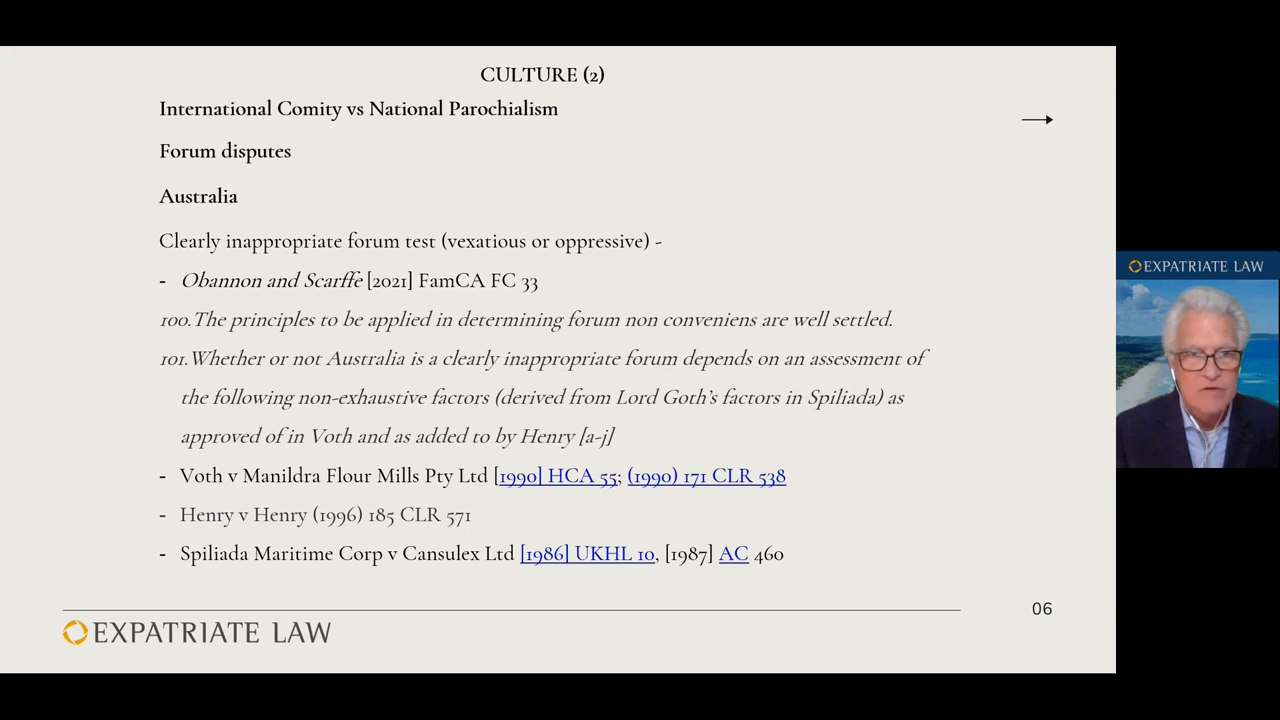 CULTURE (2)
International Comity vs National Parochialism
Forum disputes
Australia
Clearly inappropriate forum test (vexatious or oppressive) -
- Obannon and Scarffe [2021] FamCA FC 33
100.The principles to be applied in determining forum non conveniens are well settled.
101.Whether or not Australia is a clearly inappropriate forum depends on an assessment of
the following non-exhaustive factors (derived from Lord Goth's factors in Spiliada) as
approved of in Voth and as added to by Henry [a-j]
- Voth v Manildra Flour Mills Pty Ltd [1990] HCA 55; (1990) 171 CLR 538
- Henry v Henry (1996) 185 CLR 571
- Spiliada Maritime Corp v Cansulex Ltd [1986] UKHL 10, [1987] AC 460
06
EXPATRIATE LAW
EXPATRIATE LAW